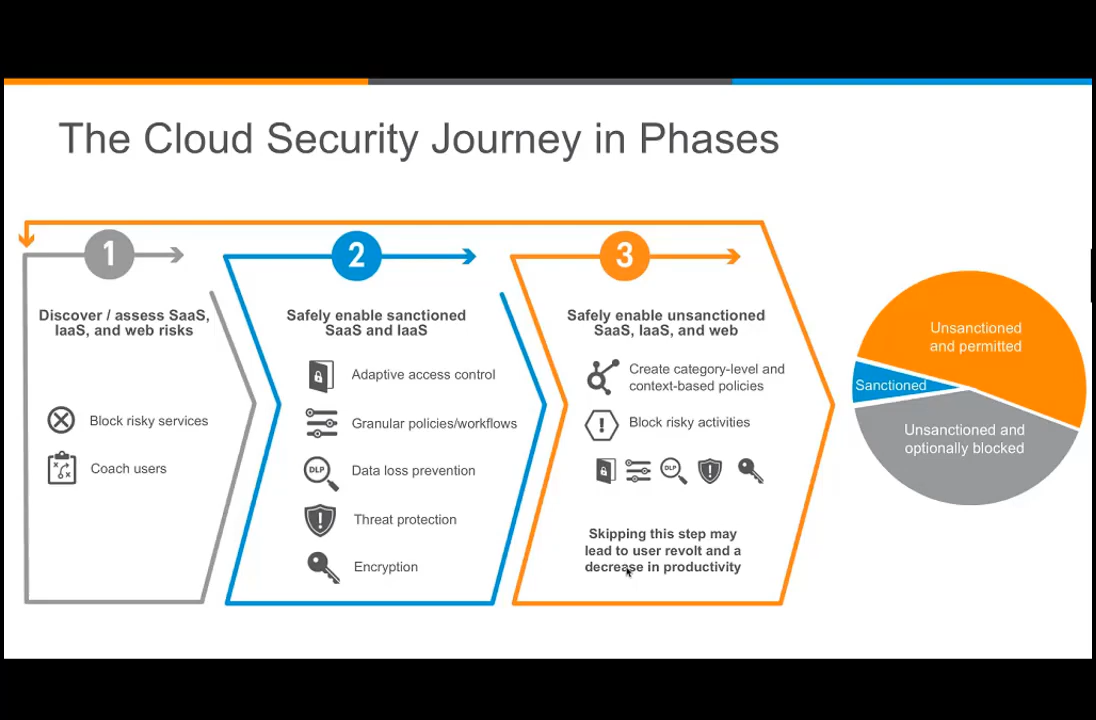 The Cloud Security Journey in Phases
1
Discover / assess SaaS,
IaaS, and web risks
Block risky services
Coach users
2
Safely enable sanctioned
SaaS and IaaS
Adaptive access control
Granular policies/workflows
DLP
Data loss prevention
Threat protection
Encryption
3
Safely enable unsanctioned
SaaS, IaaS, and web
Create category-level and
context-based policies
Block risky activities
DLP
Skipping this step may
lead to user revolt and a
decrease in productivity
Unsanctioned
and permitted
Sanctioned
Unsanctioned and
optionally blocked